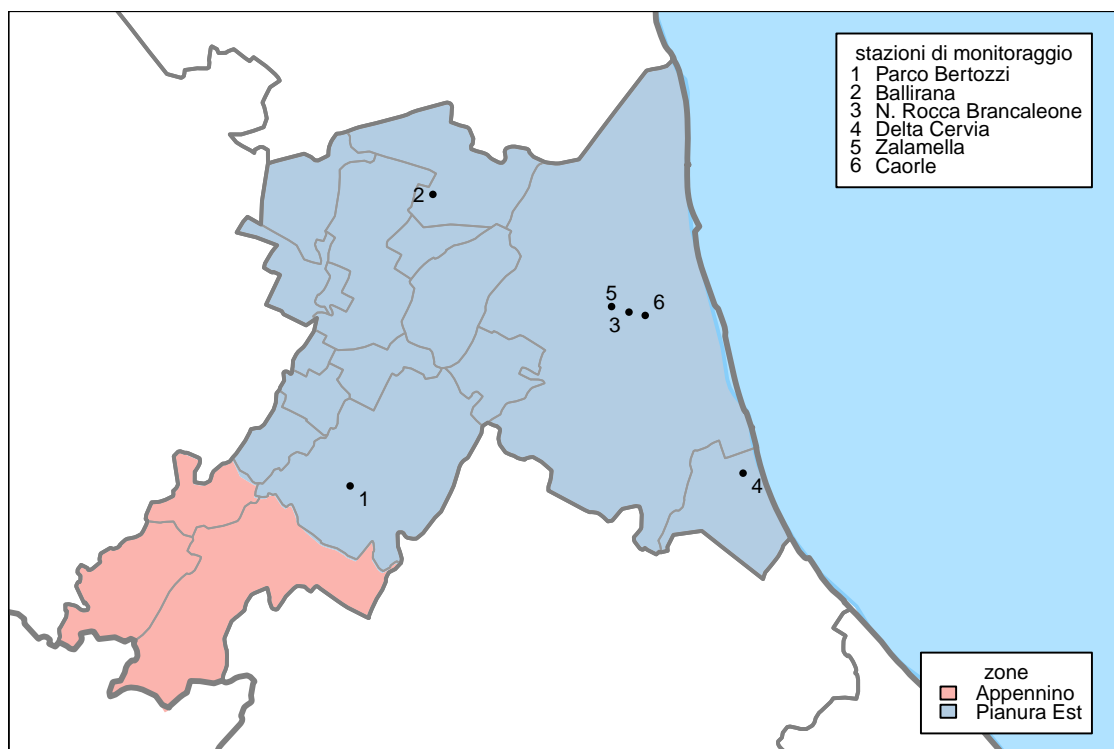 stazioni di monitoraggio
1 Parco Bertozzi
2 Ballirana
3 N. Rocca Brancaleone
4 Delta Cervia
5 Zalamella
6 Caorle
2
5
6
3
4
1
zone
Appennino
Pianura Est